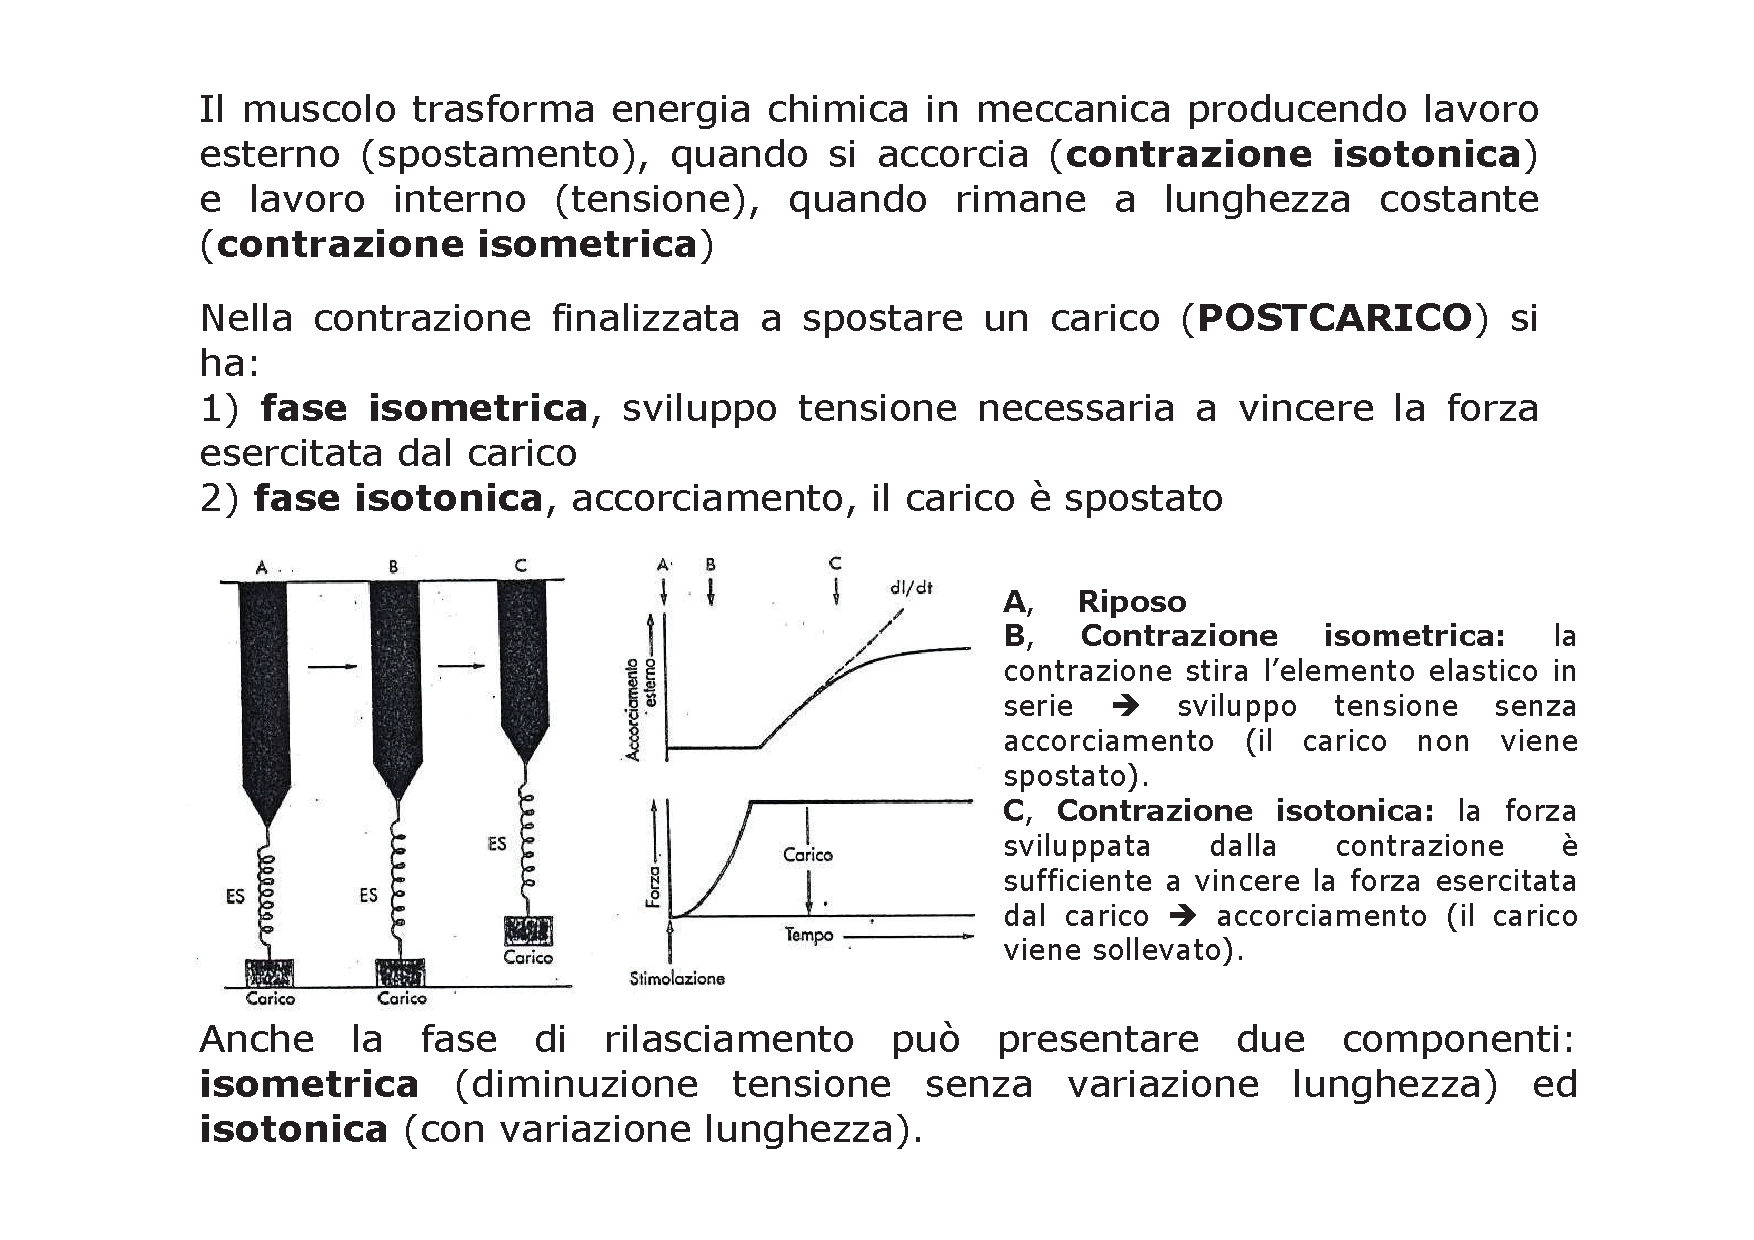 Il muscolo trasforma energia chimica in meccanica producendo lavoro
esterno (spostamento), quando si accorcia (contrazione isotonica)
e lavoro interno (tensione), quando rimane a lunghezza costante
(contrazione isometrica)
Nella contrazione finalizzata a spostare un carico (POSTCARICO) si
ha:
1) fase isometrica, sviluppo tensione necessaria a vincere la forza
esercitata dal carico
2) fase isotonica, accorciamento, il carico è spostato
A
B
C
ES
ES
ES
Carico
Carico
Carico
A
B
C
dl/dt
Accorciamento
esterno
Forza
Carico
Tempo
Stimolazione
A, Riposo
B, Contrazione isometrica: la
contrazione stira l’elemento elastico in
serie ➔ sviluppo tensione senza
accorciamento (il carico non viene
spostato).
C, Contrazione isotonica: la forza
sviluppata dalla contrazione è
sufficiente a vincere la forza esercitata
dal carico ➔ accorciamento (il carico
viene sollevato).
Anche la fase di rilasciamento può presentare due componenti:
isometrica (diminuzione tensione senza variazione lunghezza) ed
isotonica (con variazione lunghezza).